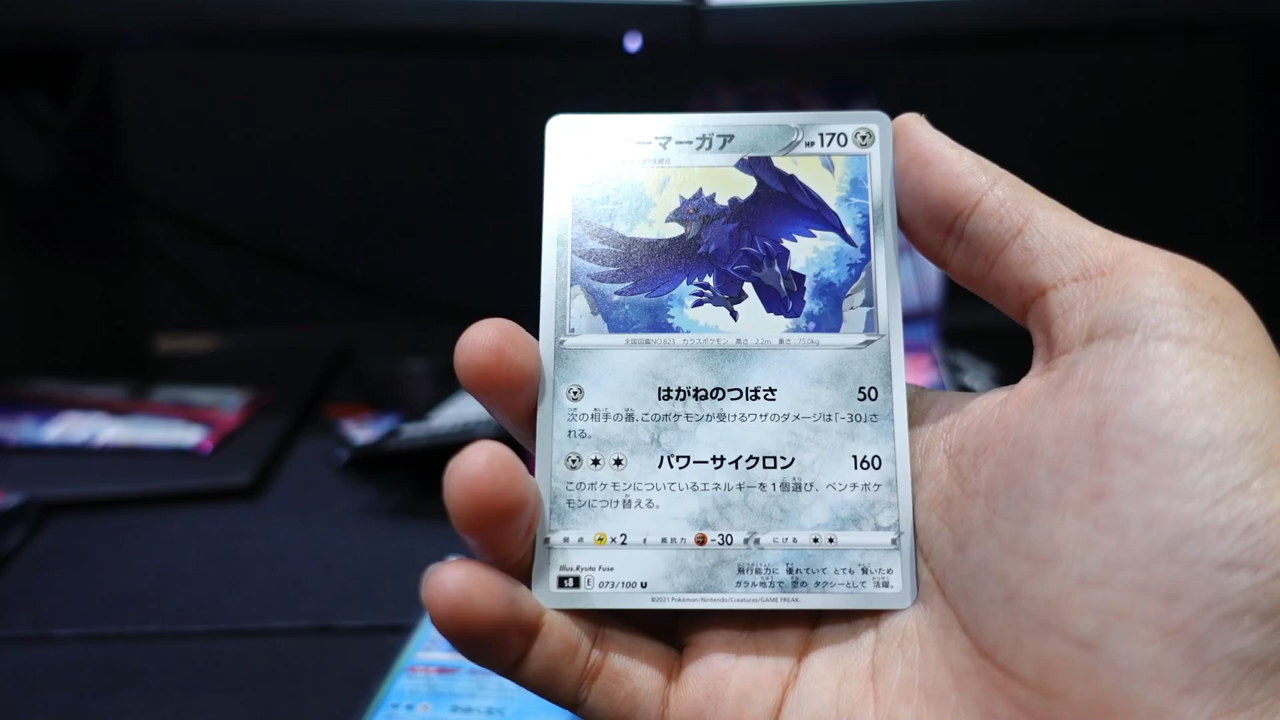 ーマーガア
HP 170
全国図鑑NO.823 カラスポケモン 高さ:2.2m 重さ:75.0kg
はがねのつばさ 50
次の相手の番、このポケモンが受けるワザのダメージは「-30」さ
れる。
パワーサイクロン 160
このポケモンについているエネルギーを1個選び、ベンチポケ
モンにつけ替える。
弱点 ×2 抵抗力 -30 にげる
Illus.Ryuta Fuse
s8 E 073/100 U
飛行能力に 優れていて とても 賢いため
ガラル地方で 空の タクシーとして 活躍。
©2021 Pokémon/Nintendo/Creatures/GAME FREAK.